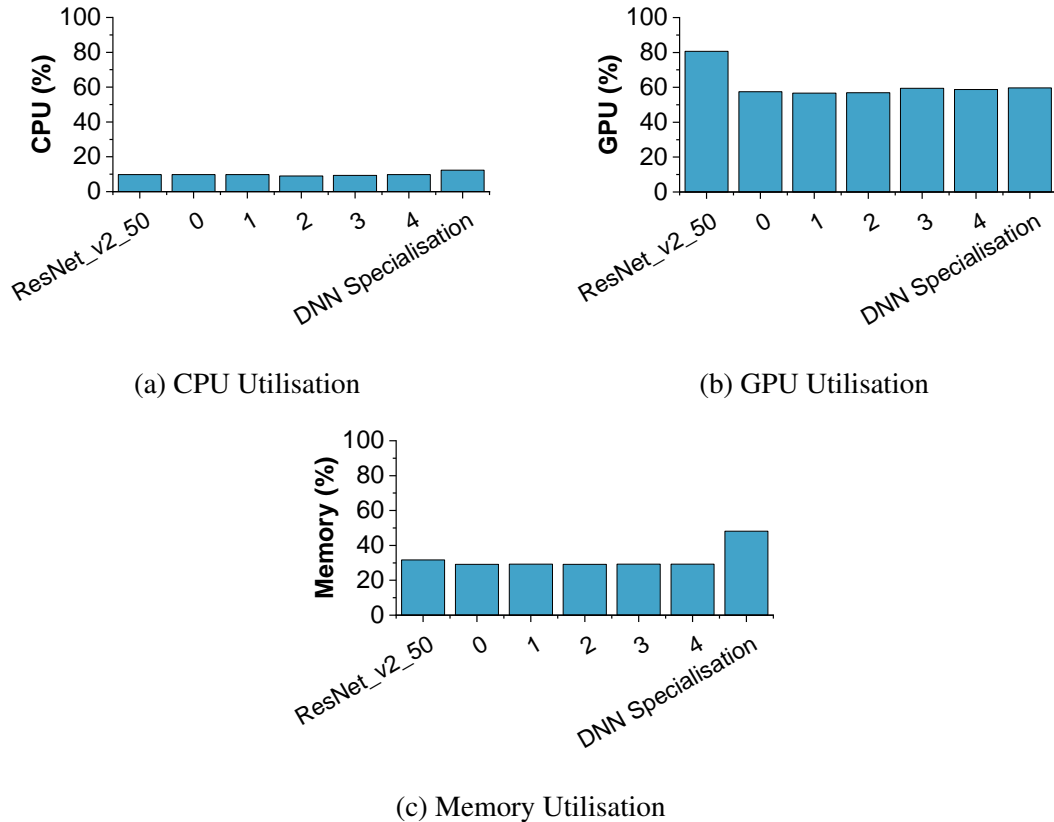 CPU (%)
100
80
60
40
20
0
ResNet_v2_50
0
1
2
3
4
DNN Specialisation
(a) CPU Utilisation
GPU (%)
100
80
60
40
20
0
ResNet_v2_50
0
1
2
3
4
DNN Specialisation
(b) GPU Utilisation
Memory (%)
100
80
60
40
20
0
ResNet_v2_50
0
1
2
3
4
DNN Specialisation
(c) Memory Utilisation